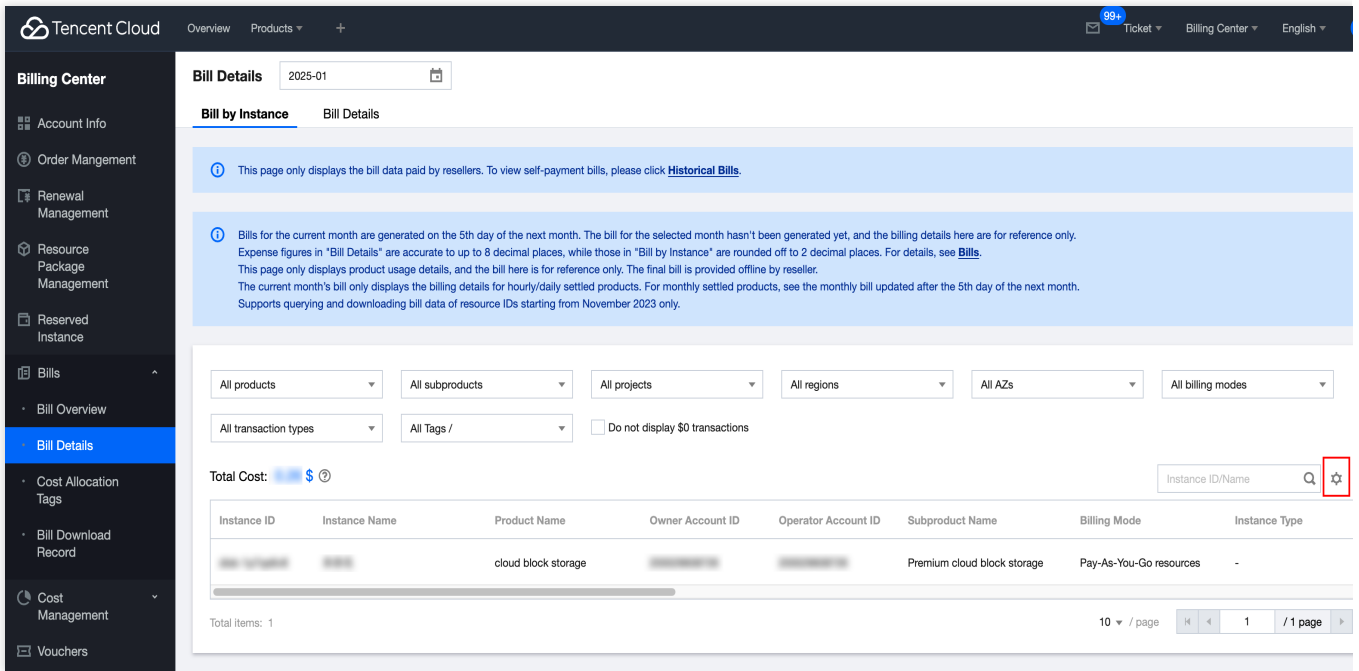 Tencent Cloud Overview Products 99+ Ticket Billing Center English
Billing Center
Account Info
Order Mangement
Renewal
Management
Resource
Package
Management
Reserved
Instance
Bills
Bill Overview
Bill Details
Cost Allocation
Tags
Bill Download
Record
Cost
Management
Vouchers
Bill Details 2025-01
Bill by Instance Bill Details
This page only displays the bill data paid by resellers. To view self-payment bills, please click Historical Bills.
Bills for the current month are generated on the 5th day of the next month. The bill for the selected month hasn't been generated yet, and the billing details here are for reference only.
Expense figures in "Bill Details" are accurate to up to 8 decimal places, while those in "Bill by Instance" are rounded off to 2 decimal places. For details, see Bills.
This page only displays product usage details, and the bill here is for reference only. The final bill is provided offline by reseller.
The current month's bill only displays the billing details for hourly/daily settled products. For monthly settled products, see the monthly bill updated after the 5th day of the next month.
Supports querying and downloading bill data of resource IDs starting from November 2023 only.
All products All subproducts All projects All regions All AZs All billing modes
All transaction types All Tags / Do not display $0 transactions
Total Cost: $ Instance ID/Name
Instance ID Instance Name Product Name Owner Account ID Operator Account ID Subproduct Name Billing Mode Instance Type
cloud block storage Premium cloud block storage Pay-As-You-Go resources -
Total items: 1 10 / page 1 / 1 page